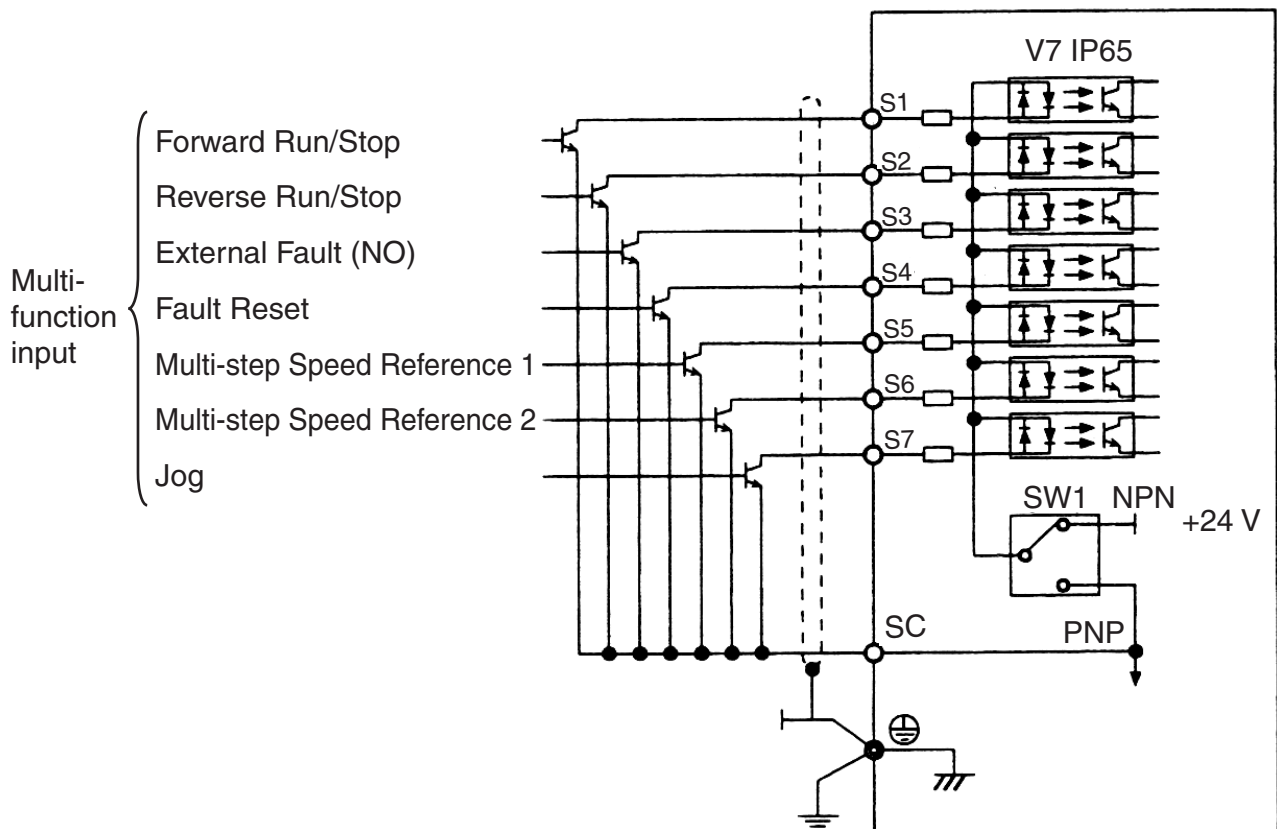 V7 IP65
Multi-
function
input
Forward Run/Stop
Reverse Run/Stop
External Fault (NO)
Fault Reset
Multi-step Speed Reference 1
Multi-step Speed Reference 2
Jog
S1
S2
S3
S4
S5
S6
S7
SW1 NPN
+24 V
SC
PNP